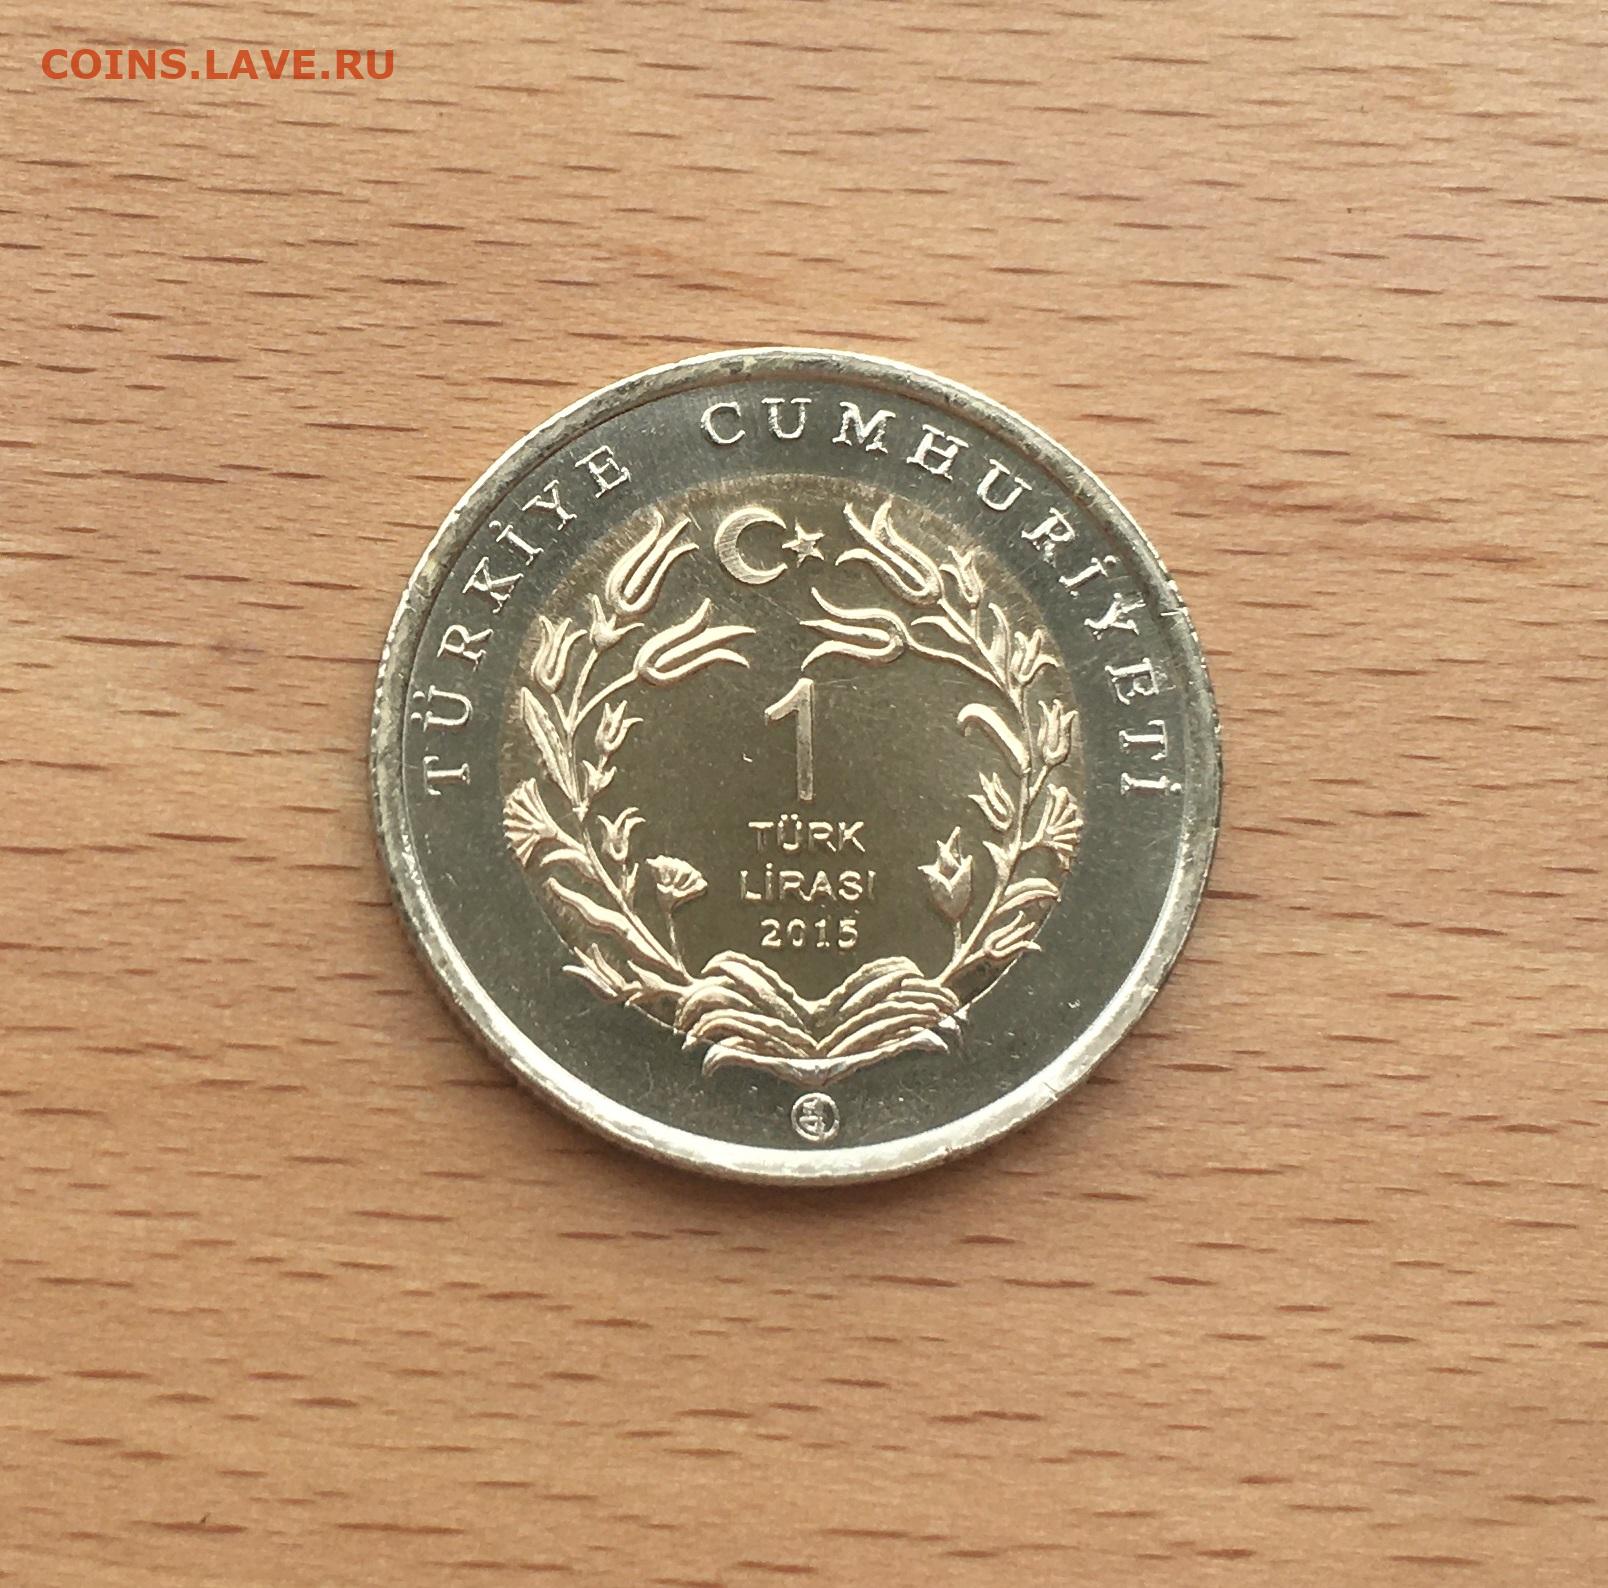 COINS.LAVE.RU
TÜRKİYE CUMHURİYETİ
1
TÜRK
LİRASI
2015